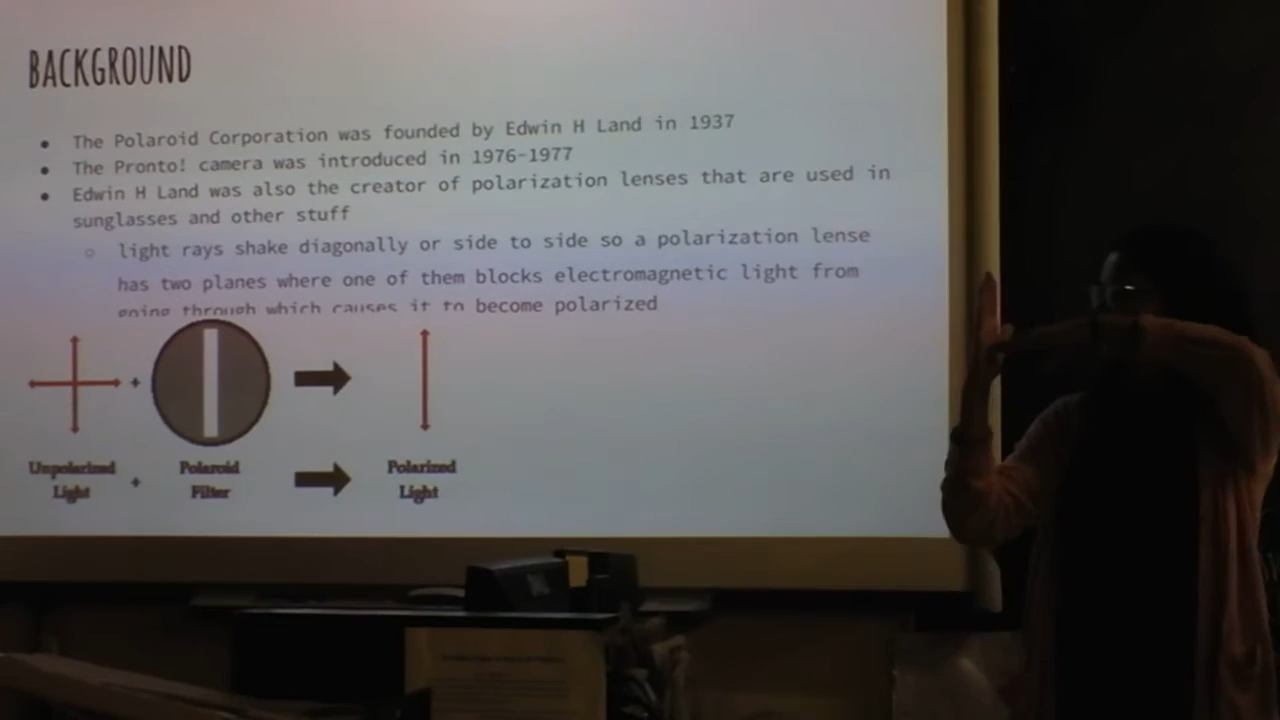 BACKGROUND
The Polaroid Corporation was founded by Edwin H Land in 1937
The Pronto! camera was introduced in 1976-1977
Edwin H Land was also the creator of polarization lenses that are used in
sunglasses and other stuff
light rays shake diagonally or side to side so a polarization lense
has two planes where one of them blocks electromagnetic light from
going through which causes it to become polarized
+
Unpolarized Light + Polaroid Filter Polarized Light